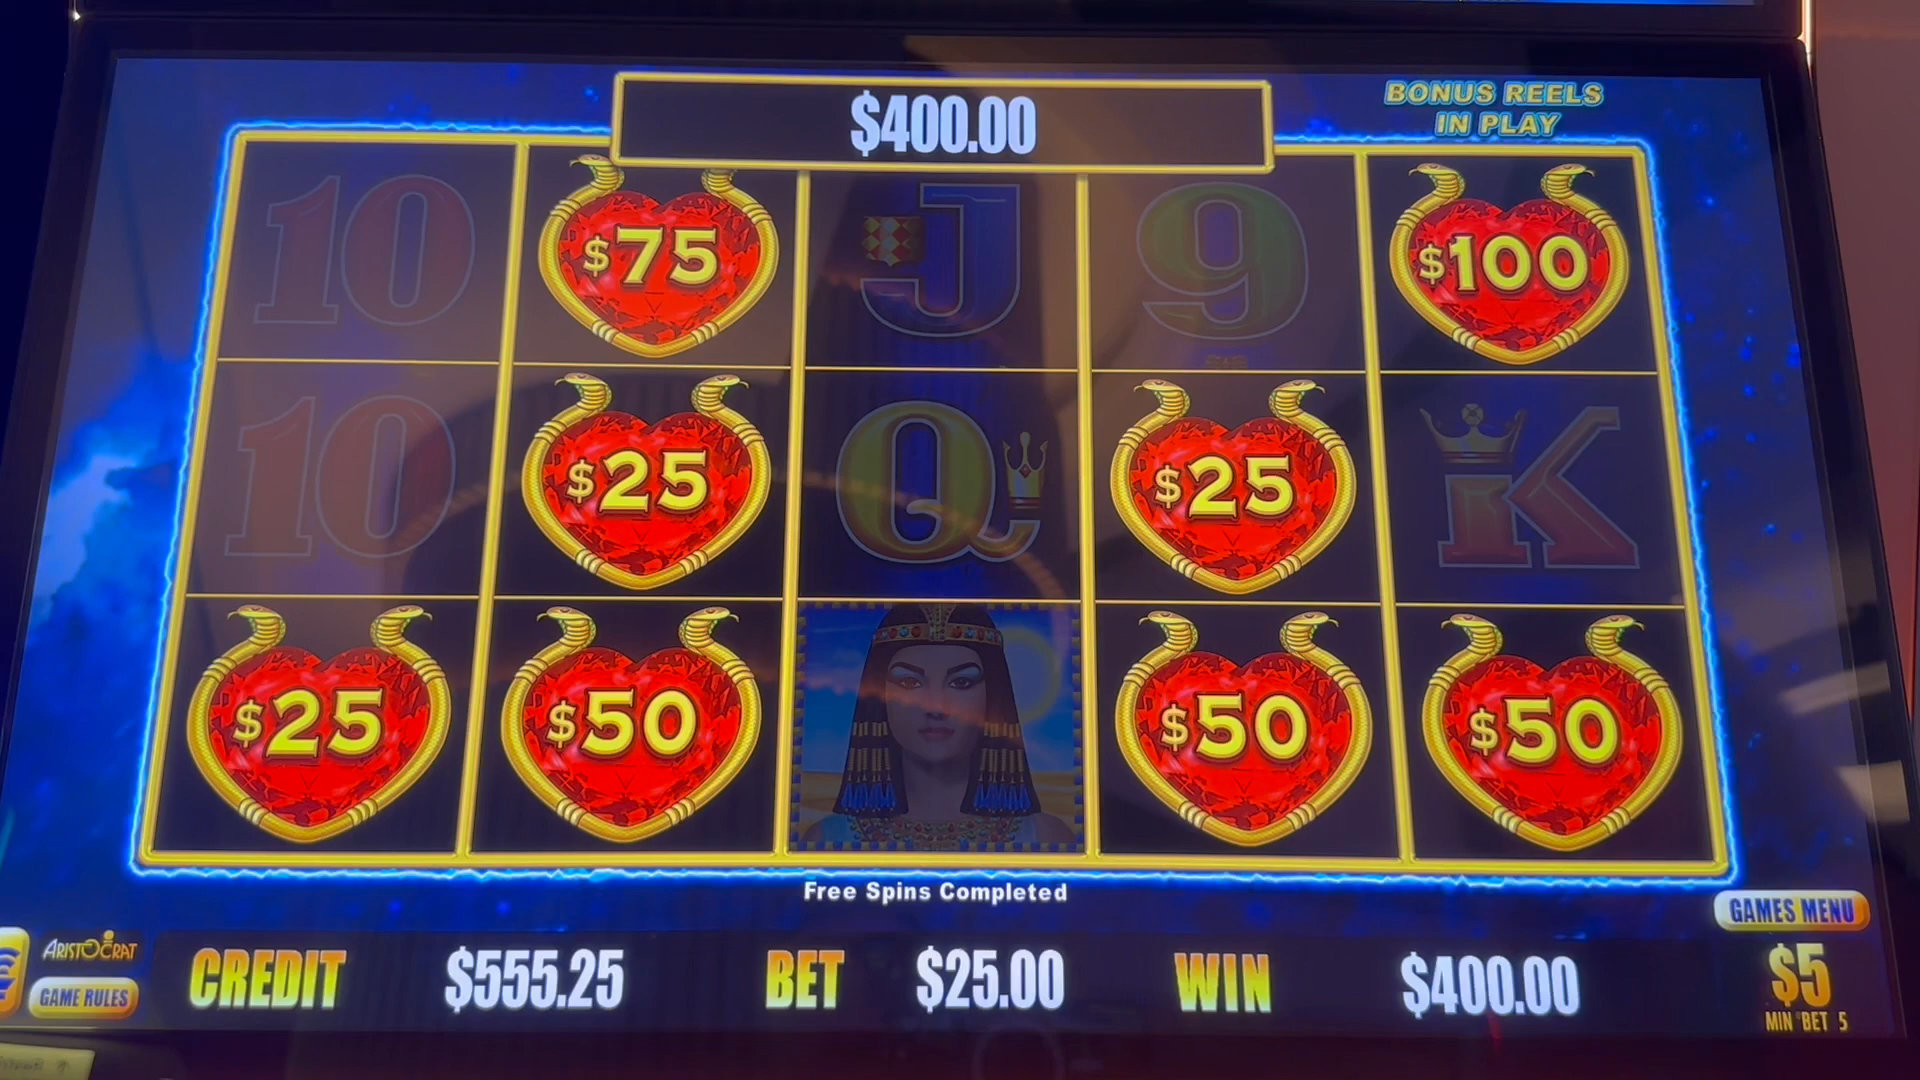 $400.00
BONUS REELS
IN PLAY
10
$75
J
9
$100
10
$25
Q
$25
K
$25
$50
$50
$50
Free Spins Completed
GAMES MENU
ARISTOCRAT
GAME RULES
CREDIT $555.25 BET $25.00 WIN $400.00
$5
MIN BET 5